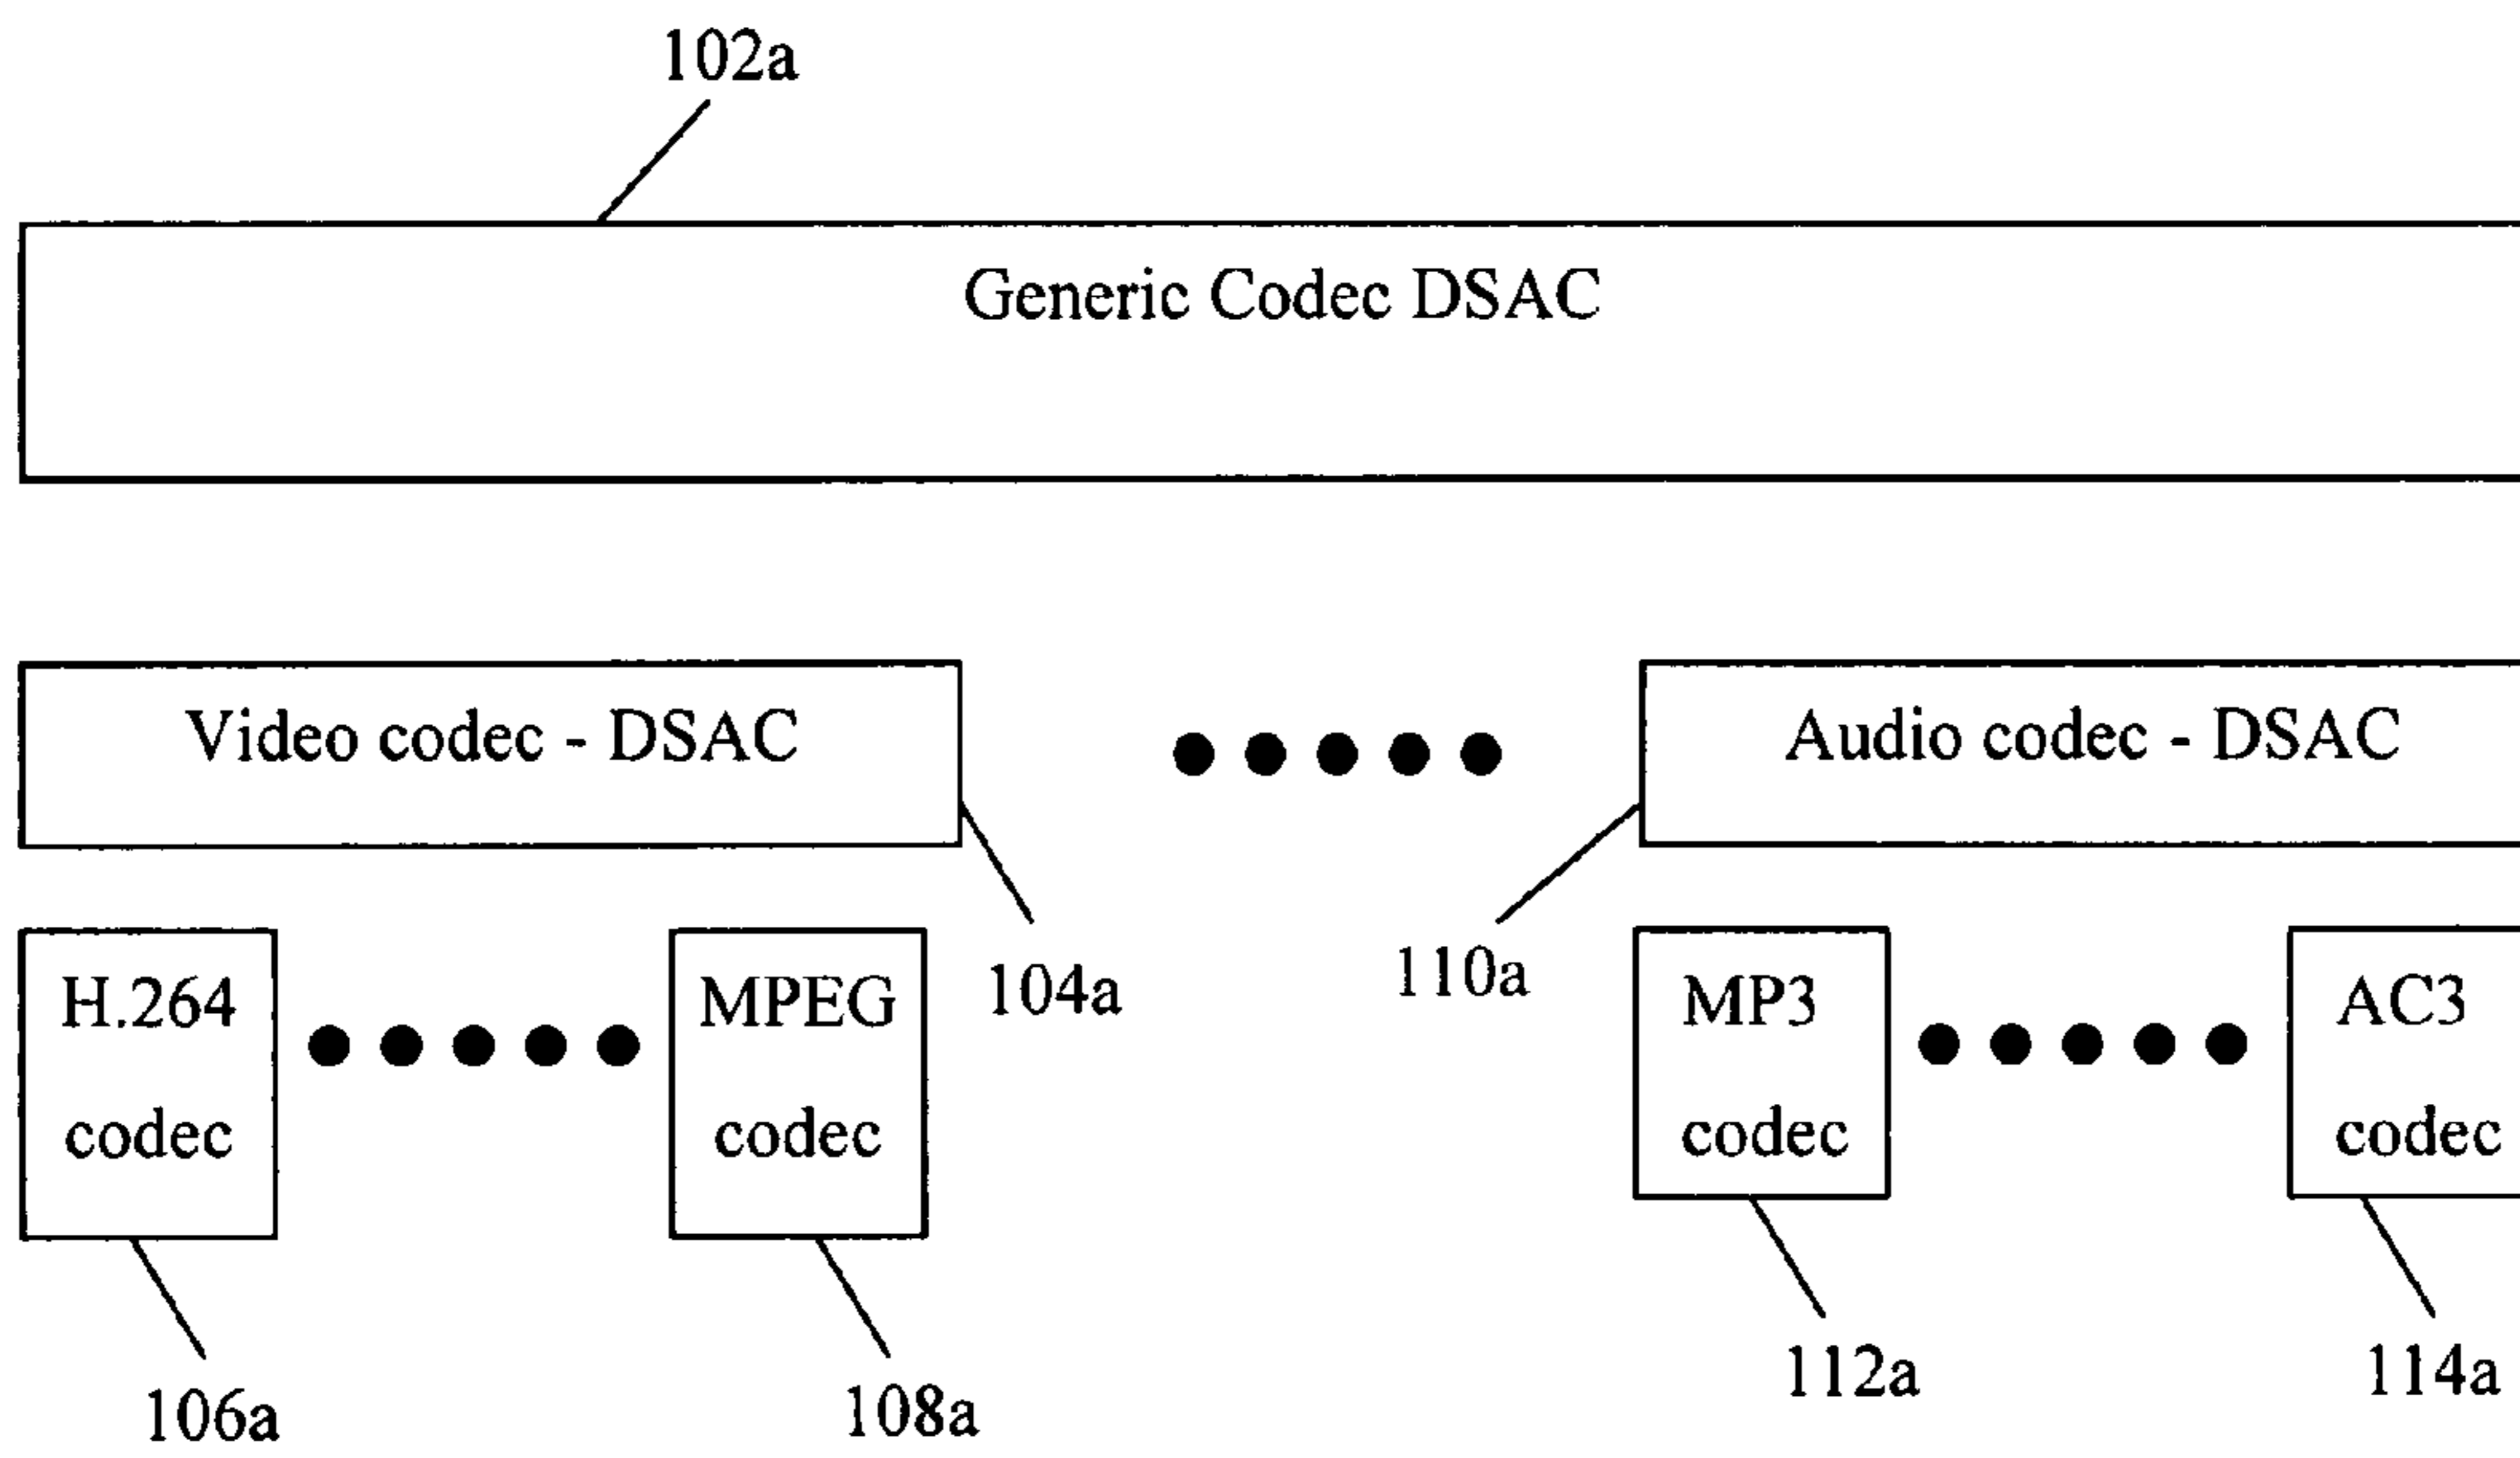 102a
Generic Codec DSAC
Video codec - DSAC
Audio codec - DSAC
104a
110a
H.264
codec
MPEG
codec
MP3
codec
AC3
codec
106a
108a
112a
114a